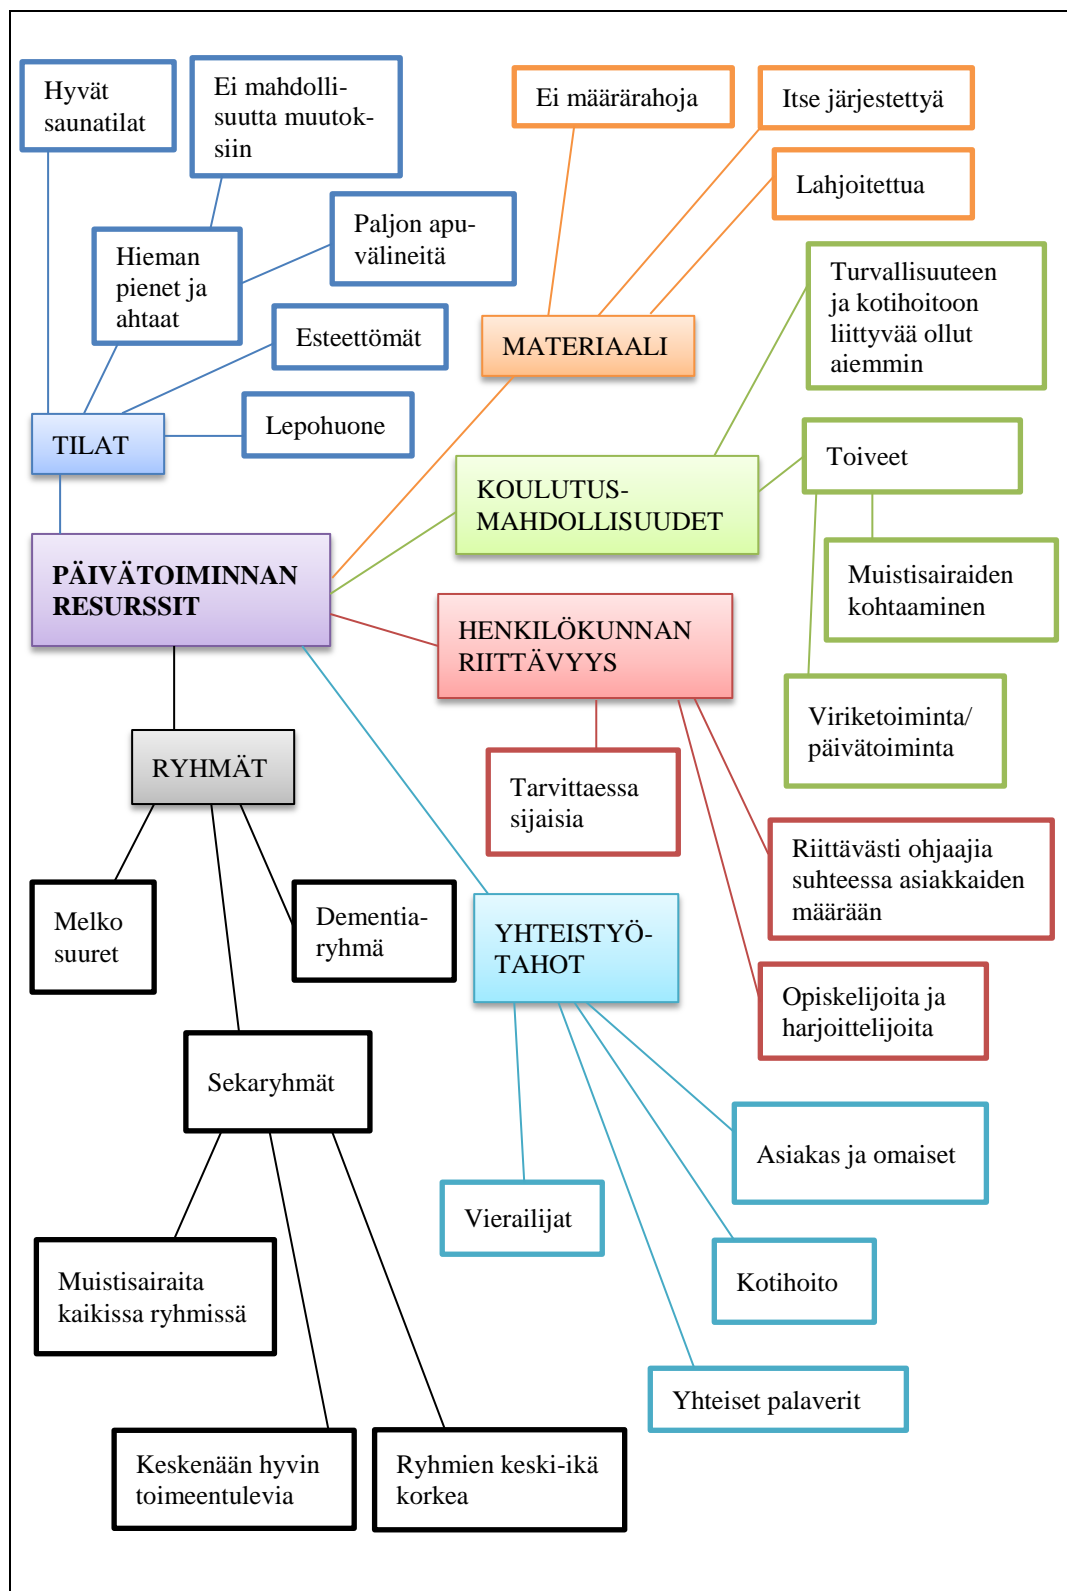 Hyvät
saunatilat
Ei mahdolli-
suutta muutok-
siin
Ei määrärahoja
Itse järjestettyä
Lahjoitettua
Hieman
pienet ja
ahtaat
Paljon apu-
välineitä
Esteettömät
Lepohuone
TILAT
MATERIAALI
Turvallisuuteen
ja kotihoitoon
liittyvää ollut
aiemmin
KOULUTUS-
MAHDOLLISUUDET
Toiveet
Muistisairaiden
kohtaaminen
Viriketoiminta/
päivätoiminta
PÄIVÄTOIMINNAN
RESURSSIT
HENKILÖKUNNAN
RIITTÄVYYS
Tarvittaessa
sijaisia
Riittävästi ohjaajia
suhteessa asiakkaiden
määrään
Opiskelijoita ja
harjoittelijoita
RYHMÄT
Melko
suuret
Dementia-
ryhmä
Sekaryhmät
Muistisairaita
kaikissa ryhmissä
Keskenään hyvin
toimeentulevia
Ryhmien keski-ikä
korkea
YHTEISTYÖ-
TAHOT
Vierailijat
Asiakas ja omaiset
Kotihoito
Yhteiset palaverit